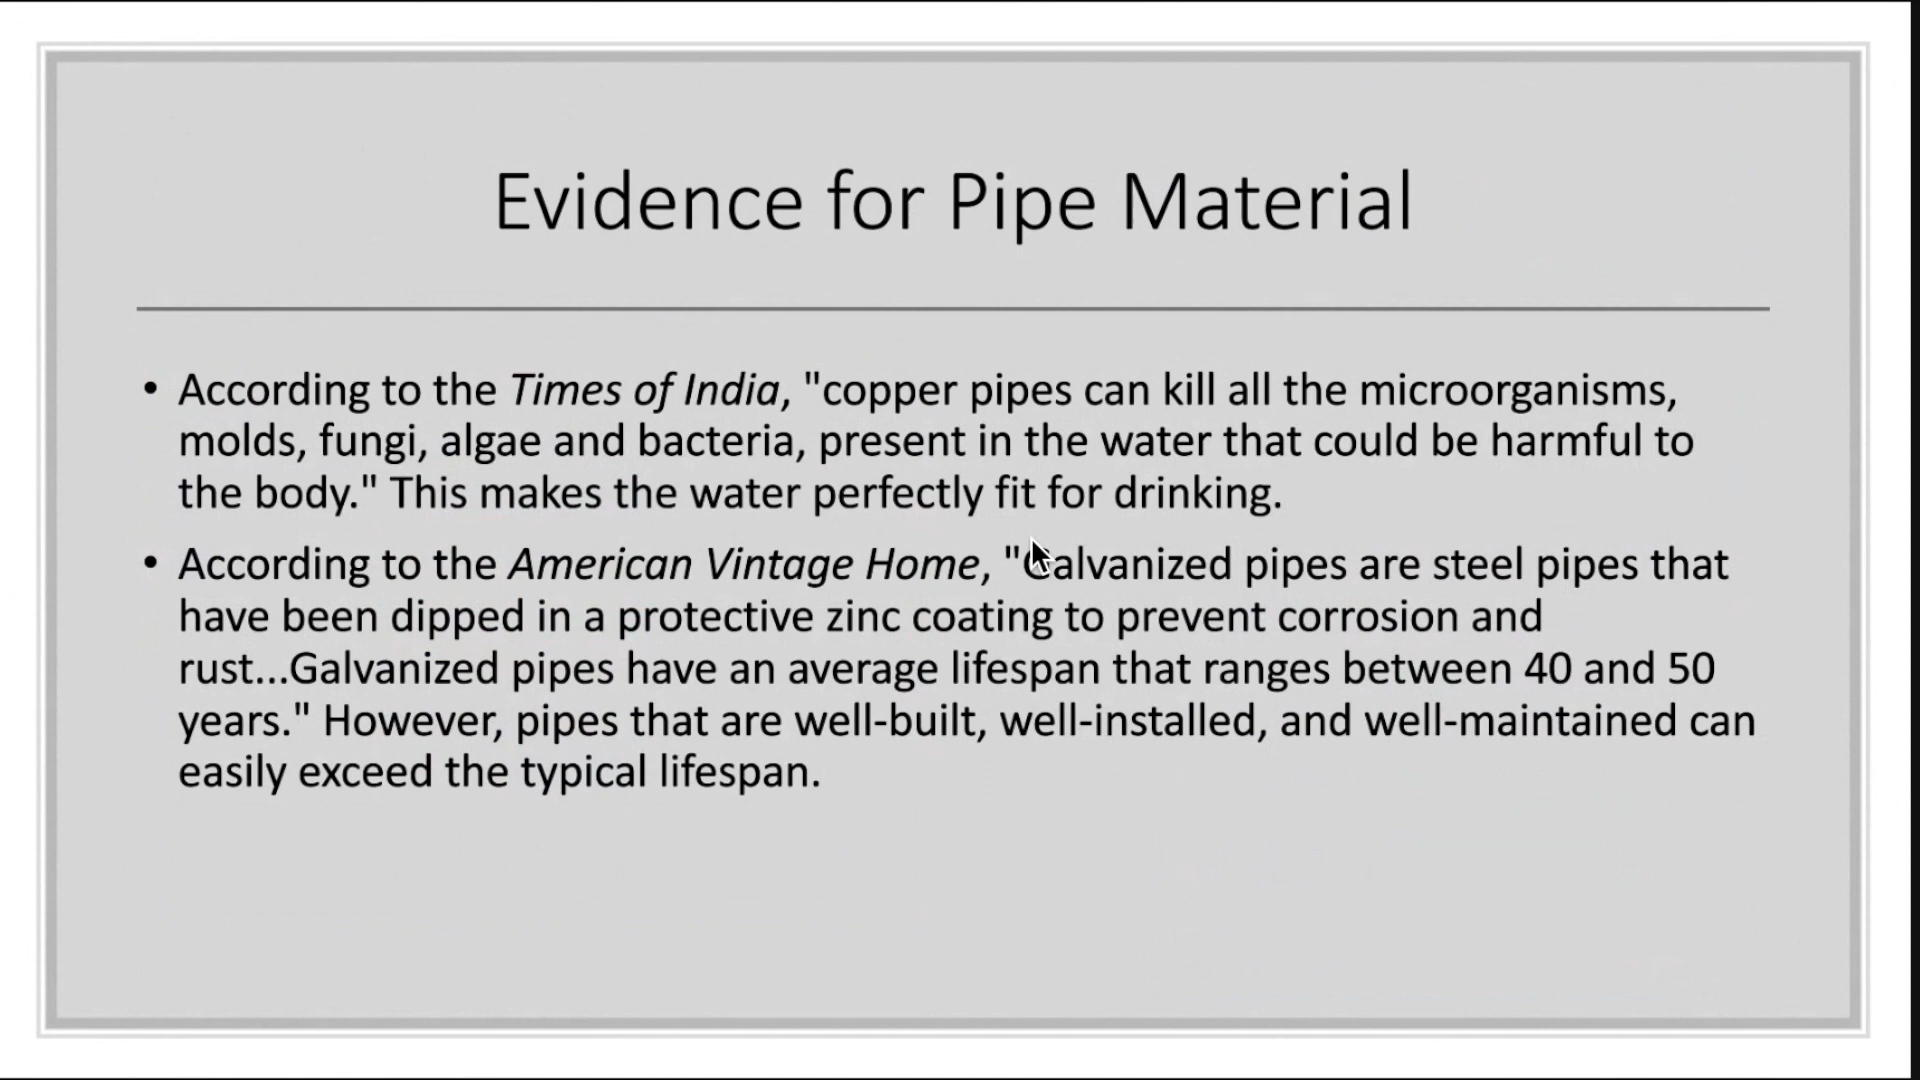 Evidence for Pipe Material
• According to the Times of India, "copper pipes can kill all the microorganisms,
molds, fungi, algae and bacteria, present in the water that could be harmful to
the body." This makes the water perfectly fit for drinking.
• According to the American Vintage Home, "Galvanized pipes are steel pipes that
have been dipped in a protective zinc coating to prevent corrosion and
rust...Galvanized pipes have an average lifespan that ranges between 40 and 50
years." However, pipes that are well-built, well-installed, and well-maintained can
easily exceed the typical lifespan.